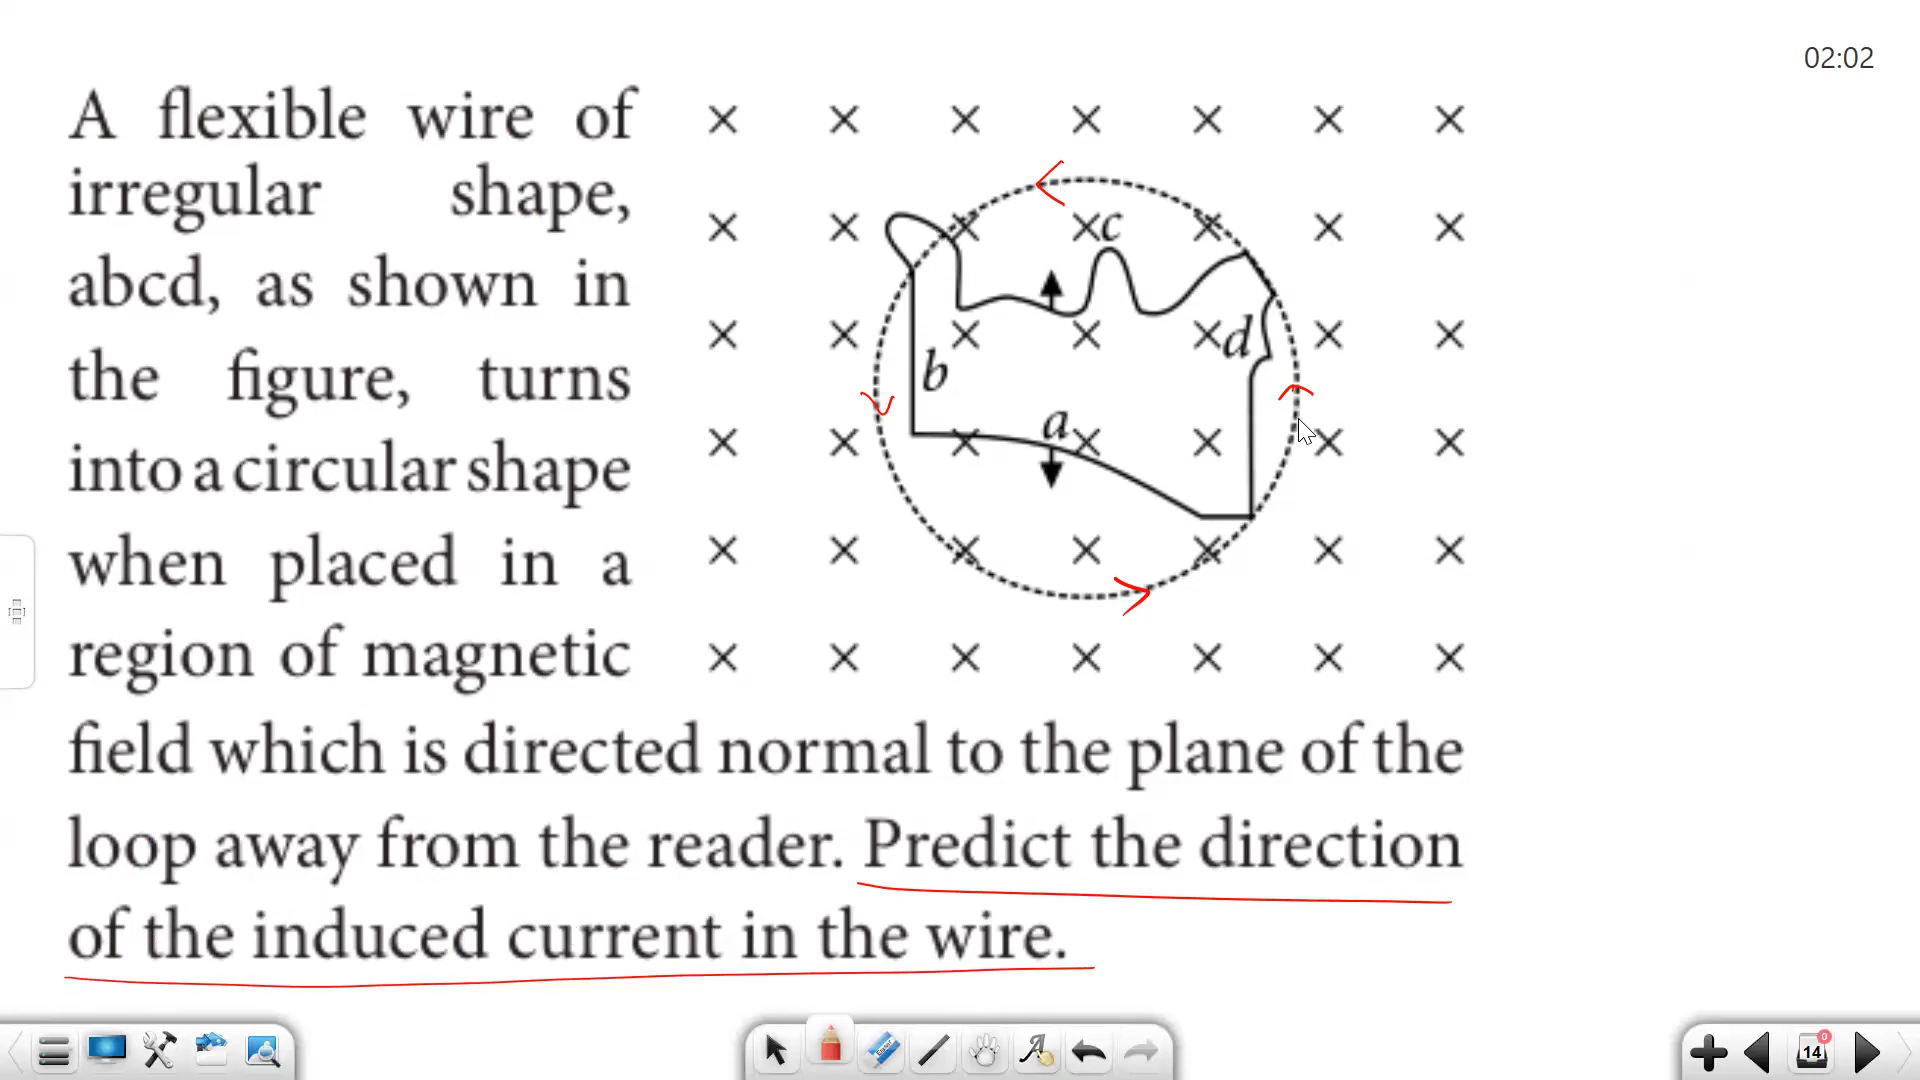 02:02
A flexible wire of
irregular shape,
abcd, as shown in
the figure, turns
into a circular shape
when placed in a
region of magnetic
field which is directed normal to the plane of the
loop away from the reader. Predict the direction
of the induced current in the wire.
× × × × × × ×
× × × × c × × ×
× × × × × d × ×
b
a
× × × × × × ×
× × × × × × ×
× × × × × × ×
14
0